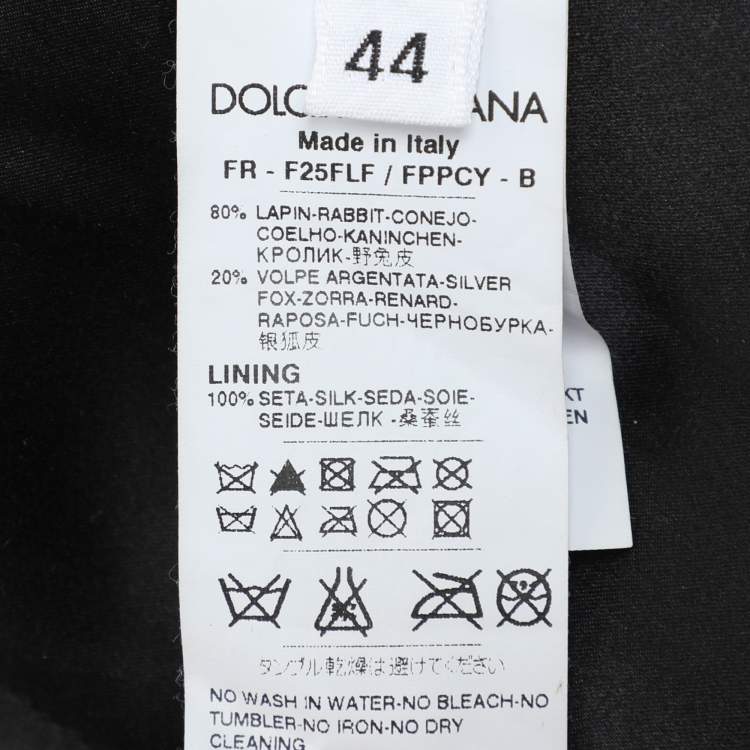 44
DOLC ANA
Made in Italy
FR - F25FLF / FPPCY - B
80% LAPIN-RABBIT-CONEJO-
COELHO-KANINCHEN-
КРОЛИК-野兔皮
20% VOLPE ARGENTATA-SILVER
FOX-ZORRA-RENARD-
RAPOSA-FUCH-ЧЕРНОБУРКА-
银狐皮
LINING
100% SETA-SILK-SEDA-SOIE-
SEIDE-ШЕЛК-桑蚕丝
KT
EN
タンブル乾燥は避けてください
NO WASH IN WATER-NO BLEACH-NO
TUMBLER-NO IRON-NO DRY
CLEANING